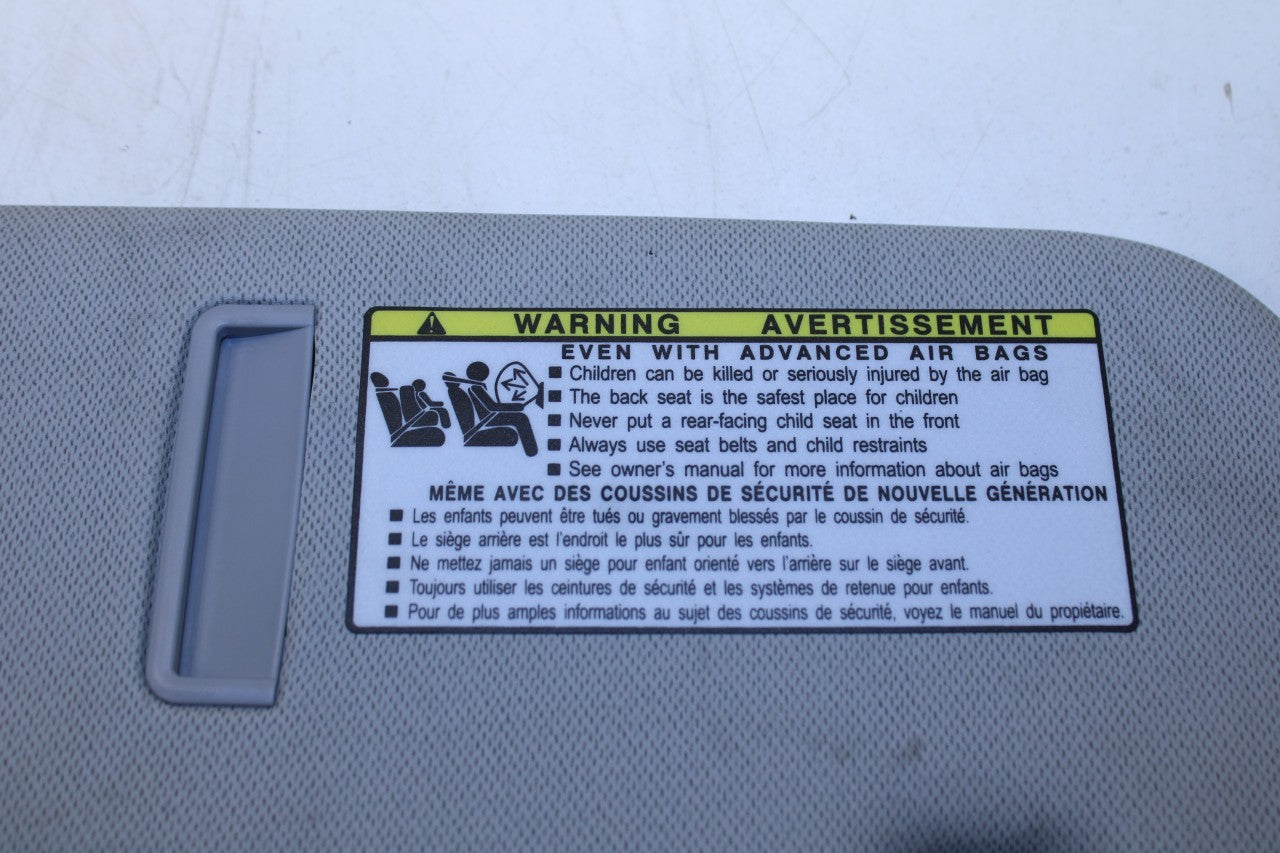 WARNING AVERTISSEMENT
EVEN WITH ADVANCED AIR BAGS
■ Children can be killed or seriously injured by the air bag
■ The back seat is the safest place for children
■ Never put a rear-facing child seat in the front
■ Always use seat belts and child restraints
■ See owner's manual for more information about air bags
MÊME AVEC DES COUSSINS DE SÉCURITÉ DE NOUVELLE GÉNÉRATION
■ Les enfants peuvent être tués ou gravement blessés par le coussin de sécurité.
■ Le siège arrière est l'endroit le plus sûr pour les enfants.
■ Ne mettez jamais un siège pour enfant orienté vers l'arrière sur le siège avant.
■ Toujours utiliser les ceintures de sécurité et les systèmes de retenue pour enfants.
■ Pour de plus amples informations au sujet des coussins de sécurité, voyez le manuel du propiétaire.